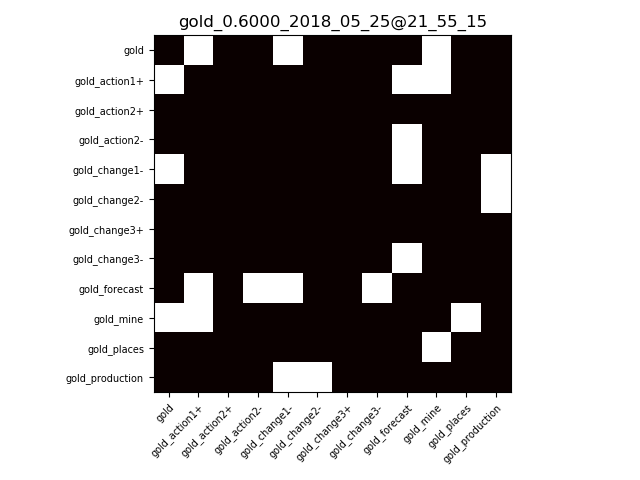 gold_0.6000_2018_05_25@21_55_15
gold
gold_action1+
gold_action2+
gold_action2-
gold_change1-
gold_change2-
gold_change3+
gold_change3-
gold_forecast
gold_mine
gold_places
gold_production
gold
gold_action1+
gold_action2+
gold_action2-
gold_change1-
gold_change2-
gold_change3+
gold_change3-
gold_forecast
gold_mine
gold_places
gold_production